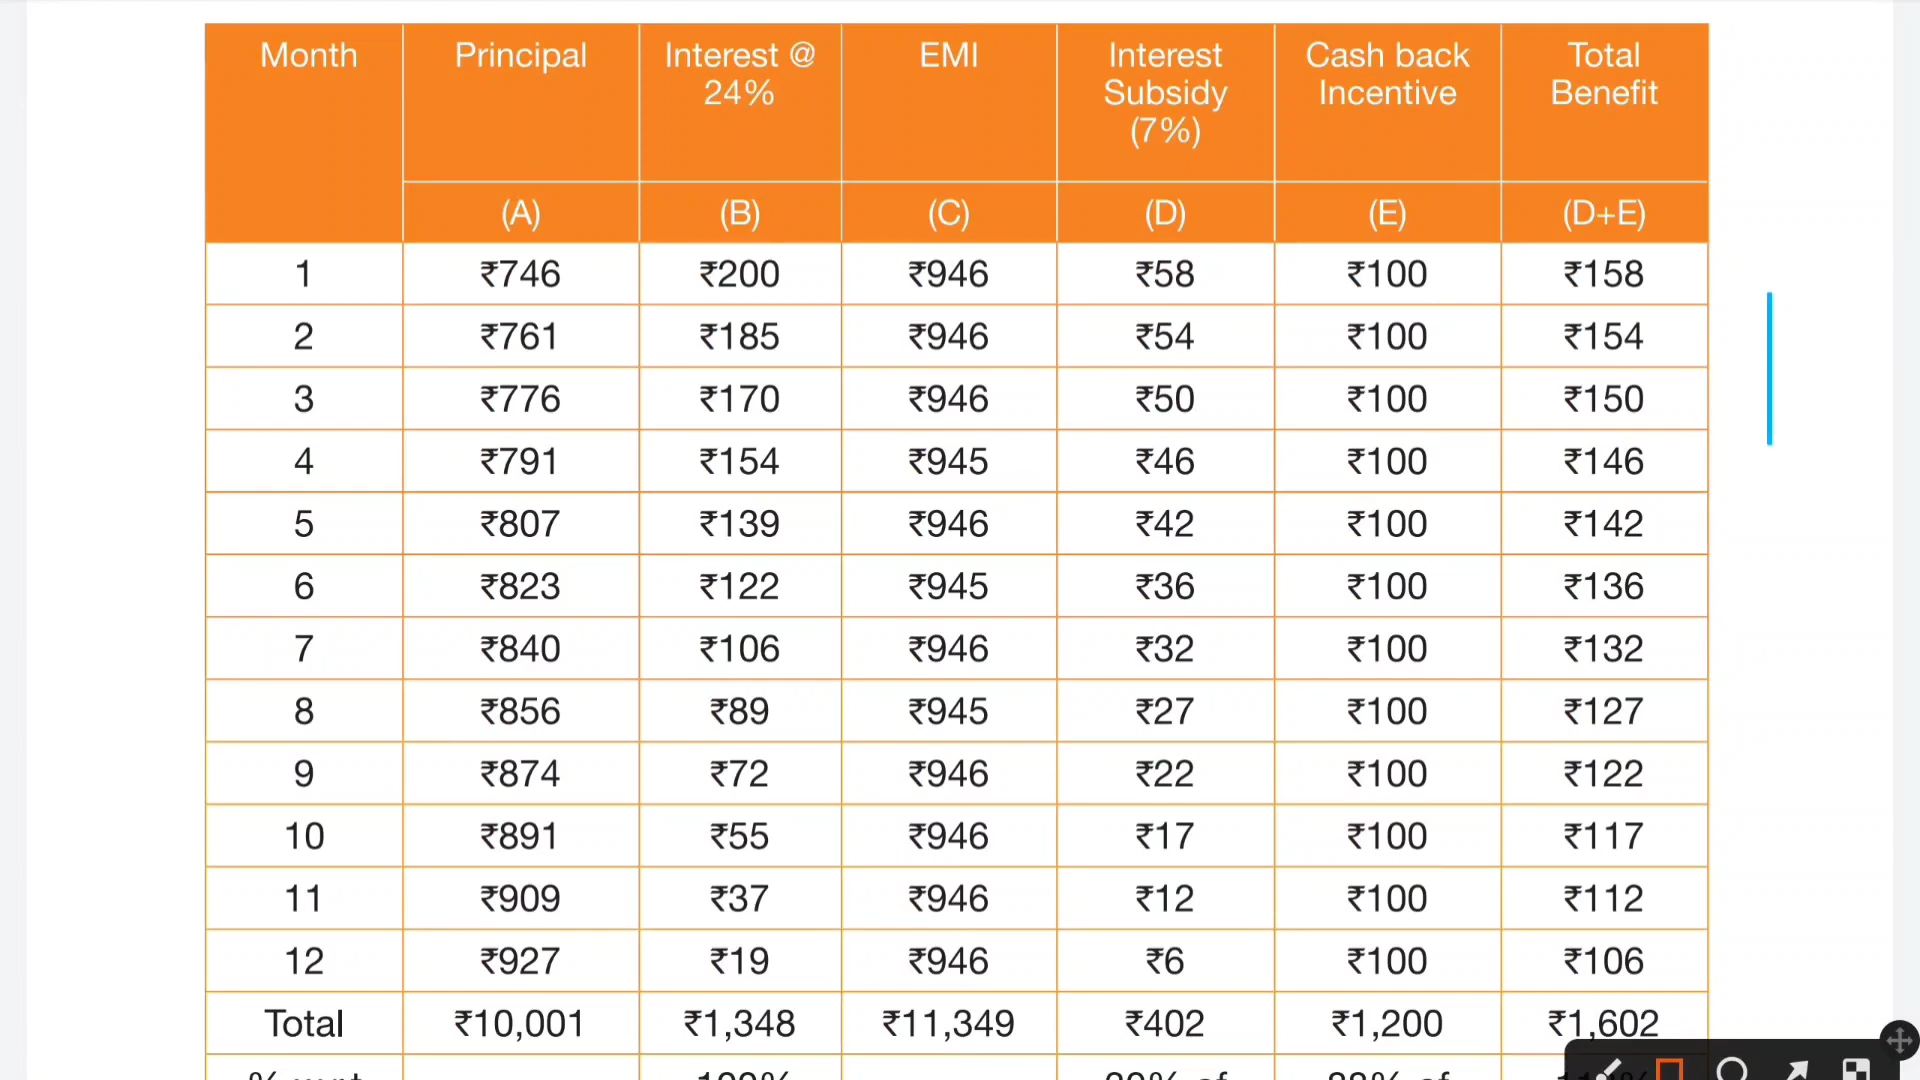 Month Principal Interest @ 24% EMI Interest Subsidy (7%) Cash back Incentive Total Benefit
(A) (B) (C) (D) (E) (D+E)
1 ₹746 ₹200 ₹946 ₹58 ₹100 ₹158
2 ₹761 ₹185 ₹946 ₹54 ₹100 ₹154
3 ₹776 ₹170 ₹946 ₹50 ₹100 ₹150
4 ₹791 ₹154 ₹945 ₹46 ₹100 ₹146
5 ₹807 ₹139 ₹946 ₹42 ₹100 ₹142
6 ₹823 ₹122 ₹945 ₹36 ₹100 ₹136
7 ₹840 ₹106 ₹946 ₹32 ₹100 ₹132
8 ₹856 ₹89 ₹945 ₹27 ₹100 ₹127
9 ₹874 ₹72 ₹946 ₹22 ₹100 ₹122
10 ₹891 ₹55 ₹946 ₹17 ₹100 ₹117
11 ₹909 ₹37 ₹946 ₹12 ₹100 ₹112
12 ₹927 ₹19 ₹946 ₹6 ₹100 ₹106
Total ₹10,001 ₹1,348 ₹11,349 ₹402 ₹1,200 ₹1,602